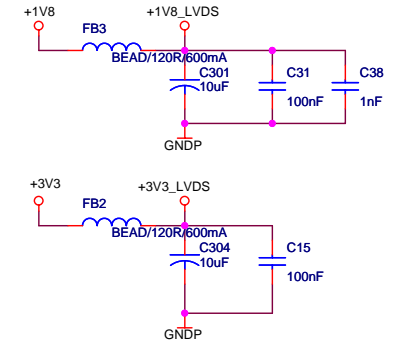 +1V8 +1V8_LVDS
FB3
BEAD/120R/600mA
C301 C31 C38
10uF 100nF 1nF
GNDP
+3V3 +3V3_LVDS
FB2
BEAD/120R/600mA
C304 C15
10uF 100nF
GNDP